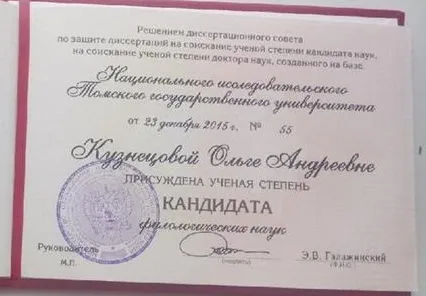 Решением диссертационного совета
по защите диссертаций на соискание ученой степени кандидата наук,
на соискание ученой степени доктора наук, созданного на базе
Национального исследовательского
Томского государственного университета
от 23 декабря 2015 г. № 55
Кузнецовой Ольге Андреевне
ПРИСУЖДЕНА УЧЕНАЯ СТЕПЕНЬ
КАНДИДАТА
филологических наук
Руководитель Э.В. Галажинский
М.П. (подпись) (Ф.И.О.)